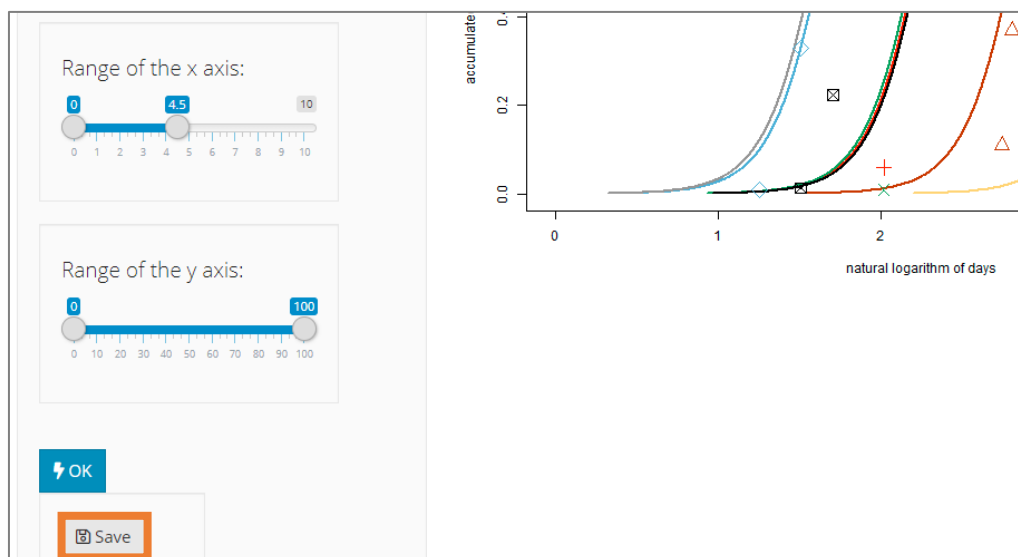 Range of the x axis:
0 4.5 10
0 1 2 3 4 5 6 7 8 9 10
Range of the y axis:
0 100
0 10 20 30 40 50 60 70 80 90 100
OK
Save
accumulated
0.2
0.0
0 1 2
natural logarithm of days